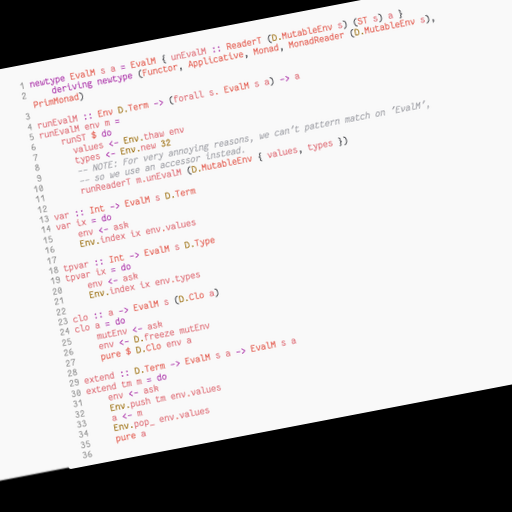 1 newtype EvalM s a = EvalM { unEvalM :: ReaderT (D.MutableEnv s) (ST s) a }
2     deriving newtype (Functor, Applicative, Monad, MonadReader (D.MutableEnv s),
PrimMonad)
3
4 runEvalM :: Env D.Term -> (forall s. EvalM s a) -> a
5 runEvalM env m =
6     runST $ do
7       values <- Env.thaw env
8       types <- Env.new 32
9       -- NOTE: For very annoying reasons, we can't pattern match on 'EvalM',
10       -- so we use an accessor instead.
11       runReaderT m.unEvalM (D.MutableEnv { values, types })
12
13 var :: Int -> EvalM s D.Term
14 var ix = do
15     env <- ask
16     Env.index ix env.values
17
18 tpvar :: Int -> EvalM s D.Type
19 tpvar ix = do
20     env <- ask
21     Env.index ix env.types
22
23 clo :: a -> EvalM s (D.Clo a)
24 clo a = do
25     mutEnv <- ask
26     env <- D.freeze mutEnv
27     pure $ D.Clo env a
28
29 extend :: D.Term -> EvalM s a -> EvalM s a
30 extend tm m = do
31     env <- ask
32     Env.push tm env.values
33     a <- m
34     Env.pop_ env.values
35     pure a
36